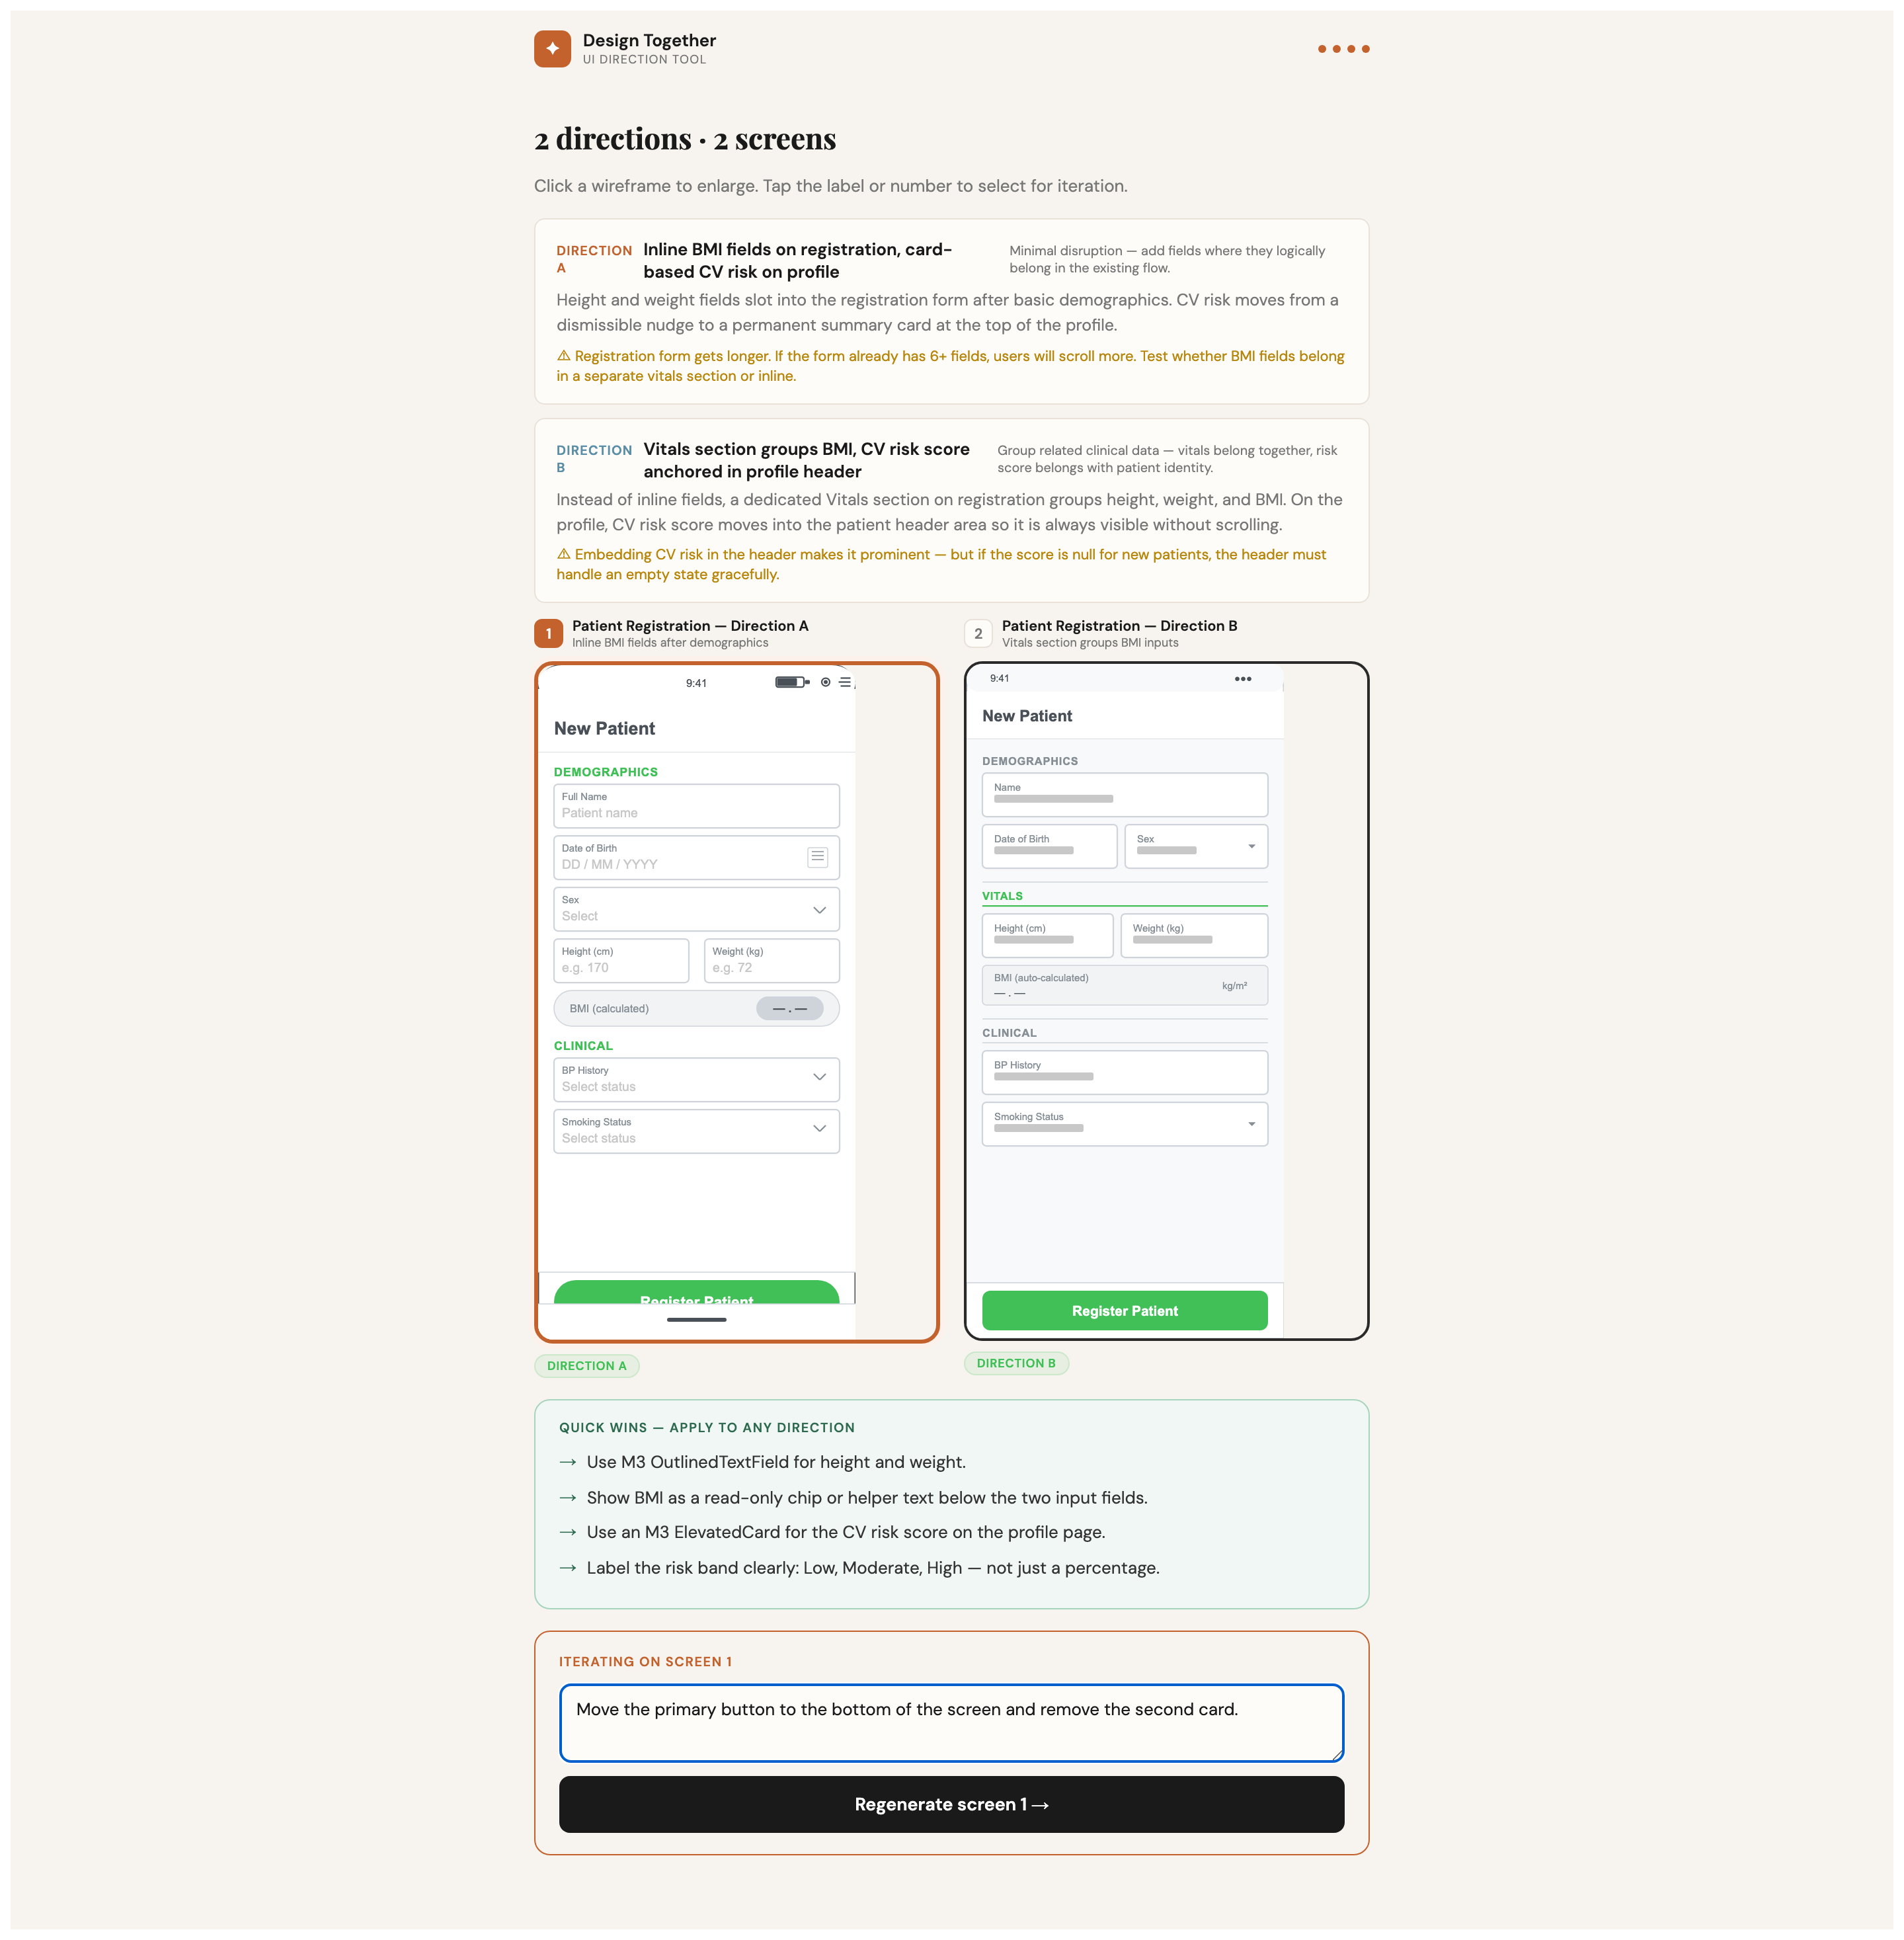 Design Together
UI DIRECTION TOOL
2 directions · 2 screens
Click a wireframe to enlarge. Tap the label or number to select for iteration.
DIRECTION A
Inline BMI fields on registration, card-
based CV risk on profile
Minimal disruption — add fields where they logically
belong in the existing flow.
Height and weight fields slot into the registration form after basic demographics. CV risk moves from a
dismissible nudge to a permanent summary card at the top of the profile.
⚠ Registration form gets longer. If the form already has 6+ fields, users will scroll more. Test whether BMI fields belong
in a separate vitals section or inline.
DIRECTION B
Vitals section groups BMI, CV risk score
anchored in profile header
Group related clinical data — vitals belong together, risk
score belongs with patient identity.
Instead of inline fields, a dedicated Vitals section on registration groups height, weight, and BMI. On the
profile, CV risk score moves into the patient header area so it is always visible without scrolling.
⚠ Embedding CV risk in the header makes it prominent — but if the score is null for new patients, the header must
handle an empty state gracefully.
1
Patient Registration — Direction A
Inline BMI fields after demographics
9:41
New Patient
DEMOGRAPHICS
Full Name
Patient name
Date of Birth
DD / MM / YYYY
Sex
Select
Height (cm)
e.g. 170
Weight (kg)
e.g. 72
BMI (calculated)
— . —
CLINICAL
BP History
Select status
Smoking Status
Select status
Register Patient
DIRECTION A
2
Patient Registration — Direction B
Vitals section groups BMI inputs
9:41
New Patient
DEMOGRAPHICS
Name
Date of Birth
Sex
VITALS
Height (cm)
Weight (kg)
BMI (auto-calculated)
— . —
kg/m²
CLINICAL
BP History
Smoking Status
Register Patient
DIRECTION B
QUICK WINS — APPLY TO ANY DIRECTION
→ Use M3 OutlinedTextField for height and weight.
→ Show BMI as a read-only chip or helper text below the two input fields.
→ Use an M3 ElevatedCard for the CV risk score on the profile page.
→ Label the risk band clearly: Low, Moderate, High — not just a percentage.
ITERATING ON SCREEN 1
Move the primary button to the bottom of the screen and remove the second card.
Regenerate screen 1 →